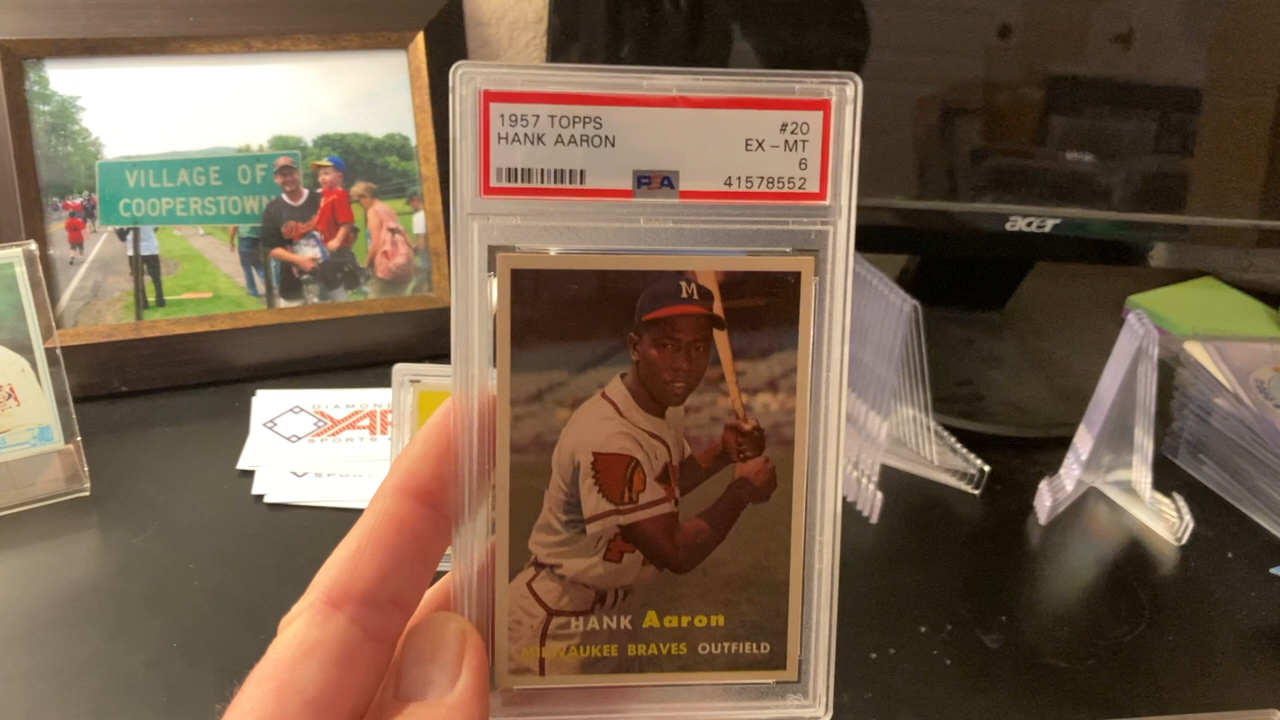 VILLAGE OF
COOPERSTOWN
1957 TOPPS
HANK AARON
#20
EX-MT
6
41578552
PSA
acer
M
DIAMOND
YAR
SPORTS
HANK Aaron
MILWAUKEE BRAVES OUTFIELD